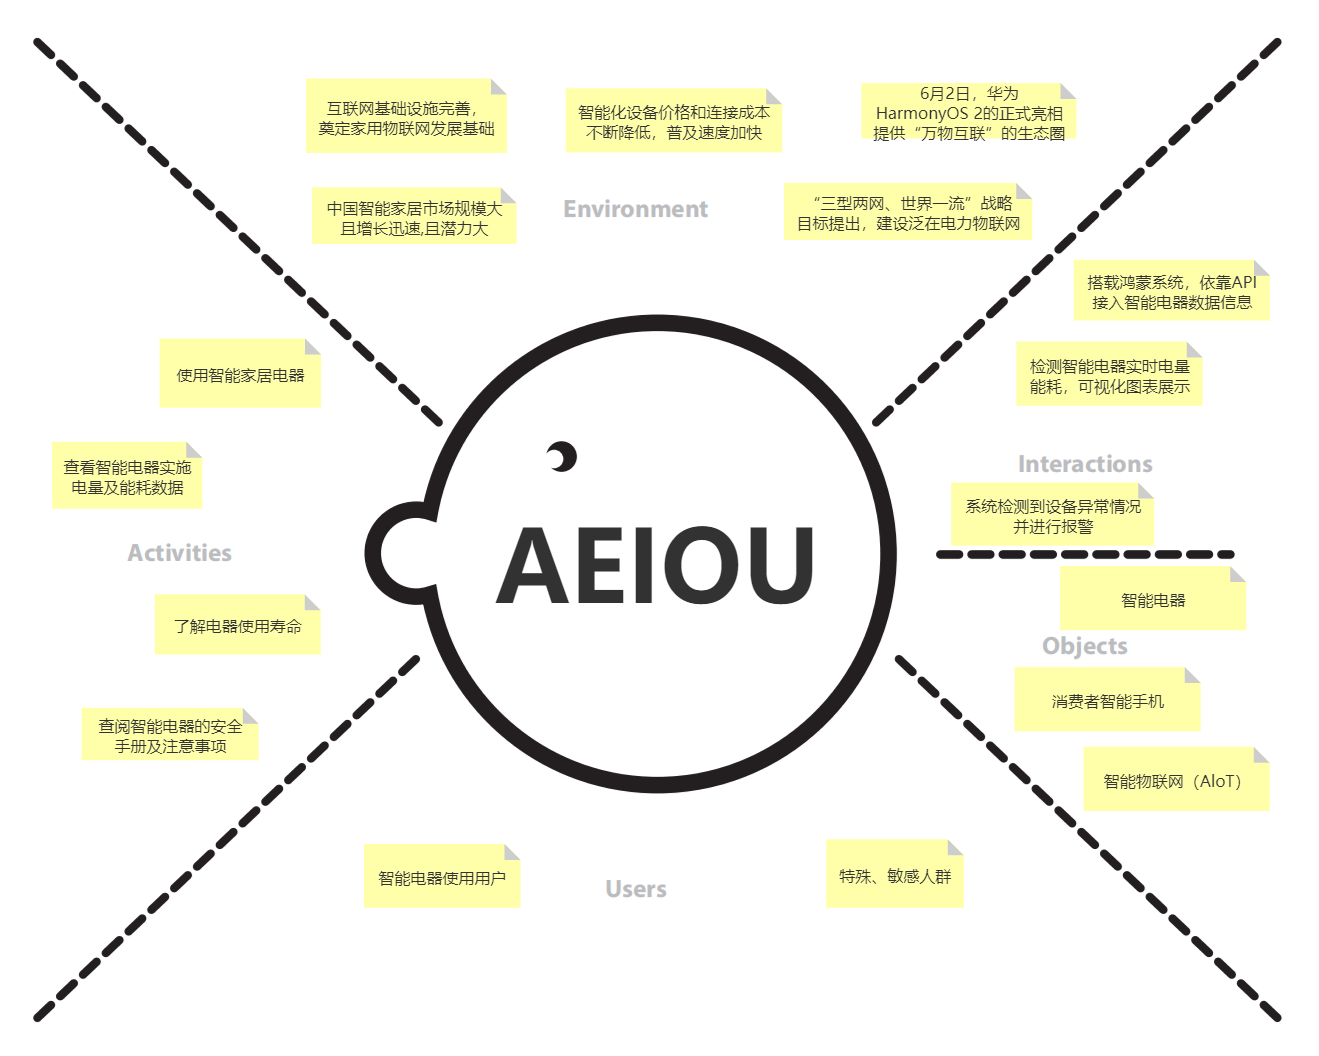 互联网基础设施完善，
奠定家用物联网发展基础
智能化设备价格和连接成本
不断降低，普及速度加快
6月2日，华为
HarmonyOS 2的正式亮相
提供“万物互联”的生态圈
中国智能家居市场规模大
且增长迅速,且潜力大
Environment
“三型两网、世界一流”战略
目标提出，建设泛在电力物联网
搭载鸿蒙系统，依靠API
接入智能电器数据信息
检测智能电器实时电量
能耗，可视化图表展示
Interactions
系统检测到设备异常情况
并进行报警
使用智能家居电器
查看智能电器实施
电量及能耗数据
Activities
了解电器使用寿命
查阅智能电器的安全
手册及注意事项
AEIOU
智能电器
Objects
消费者智能手机
智能物联网（AIoT）
智能电器使用用户
Users
特殊、敏感人群